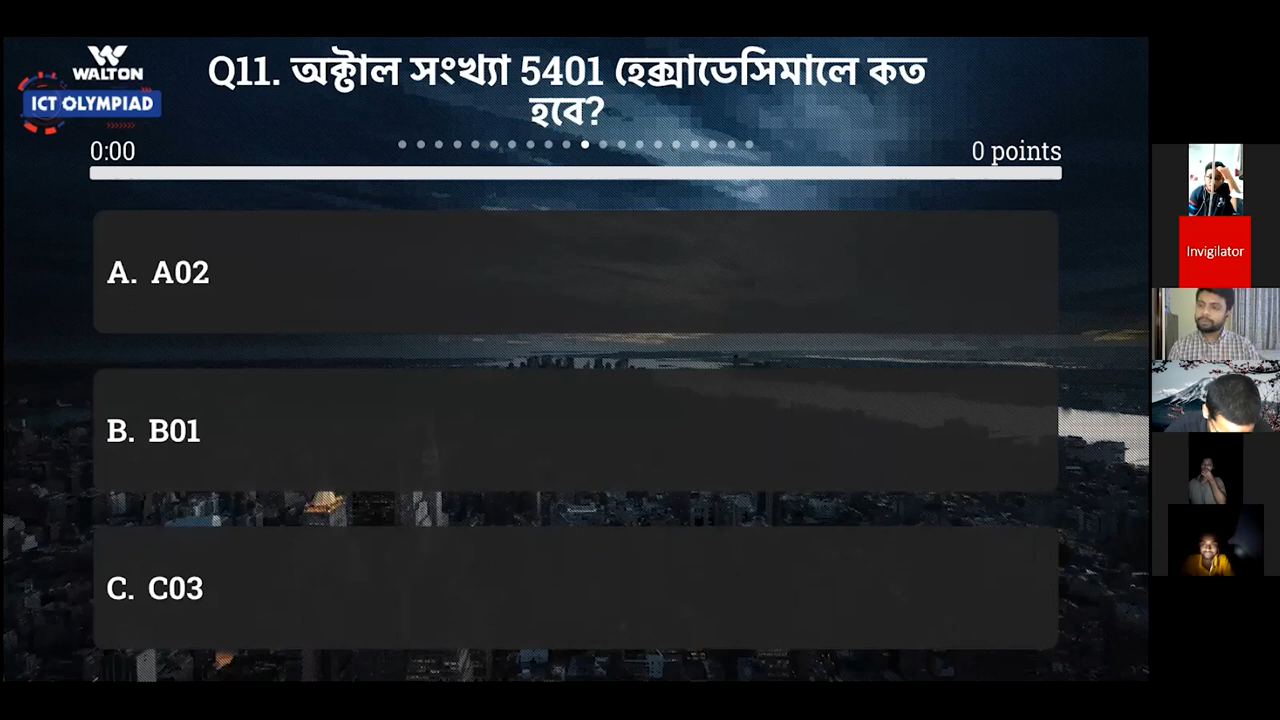 WALTON
ICT OLYMPIAD
Q11. অক্টাল সংখ্যা 5401 হেক্সাডেসিমালে কত
হবে?
0:00
0 points
A. A02
B. B01
C. C03
Invigilator